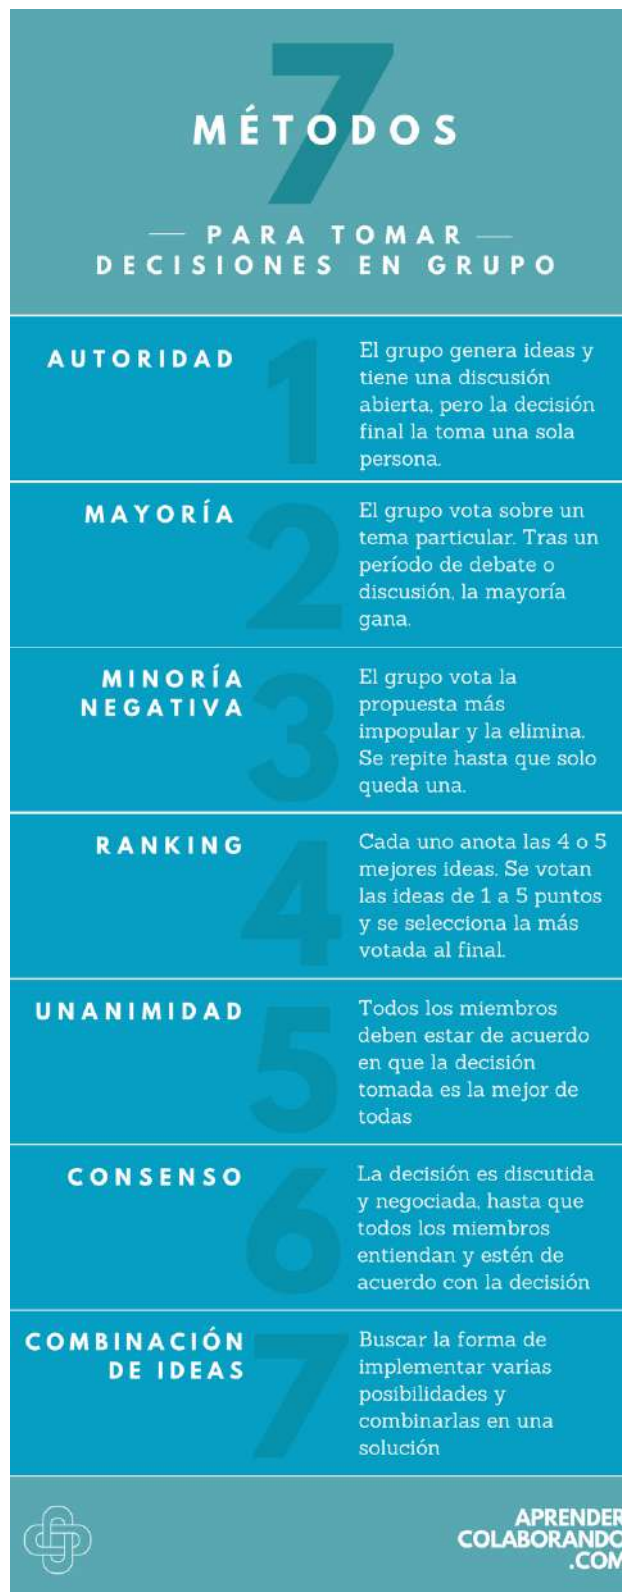 7
MÉTODOS
PARA TOMAR
DECISIONES EN GRUPO
AUTORIDAD
1
El grupo genera ideas y
tiene una discusión
abierta, pero la decisión
final la toma una sola
persona.
MAYORÍA
2
El grupo vota sobre un
tema particular. Tras un
período de debate o
discusión, la mayoría
gana.
MINORÍA
NEGATIVA
3
El grupo vota la
propuesta más
impopular y la elimina.
Se repite hasta que solo
queda una.
RANKING
4
Cada uno anota las 4 o 5
mejores ideas. Se votan
las ideas de 1 a 5 puntos
y se selecciona la más
votada al final.
UNANIMIDAD
5
Todos los miembros
deben estar de acuerdo
en que la decisión
tomada es la mejor de
todas
CONSENSO
6
La decisión es discutida
y negociada, hasta que
todos los miembros
entiendan y estén de
acuerdo con la decisión
COMBINACIÓN
DE IDEAS
7
Buscar la forma de
implementar varias
posibilidades y
combinarlas en una
solución
APRENDER
COLABORANDO
.COM